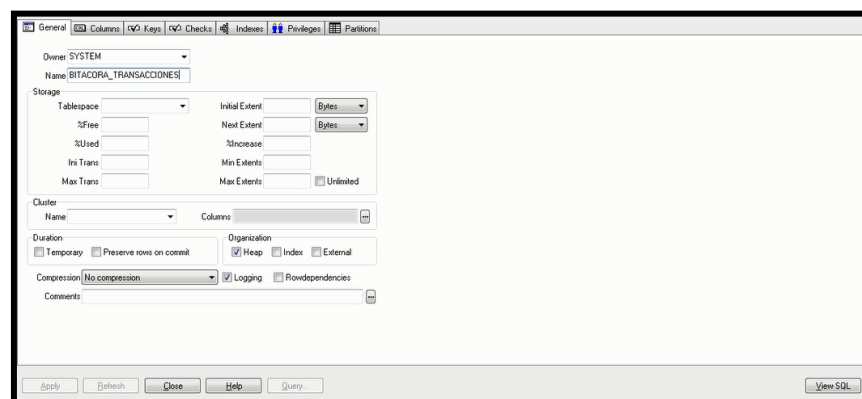 General Columns Keys Checks Indexes Privileges Partitions
Owner SYSTEM
Name BITACORA_TRANSACCIONES
Storage
Tablespace Initial Extent Bytes
%Free Next Extent Bytes
%Used %Increase
Ini Trans Min Extents
Max Trans Max Extents Unlimited
Cluster
Name Columns ...
Duration Organization
Temporary Preserve rows on commit Heap Index External
Compression No compression Logging Rowdependencies
Comments ...
Apply Refresh Close Help Query... View SQL